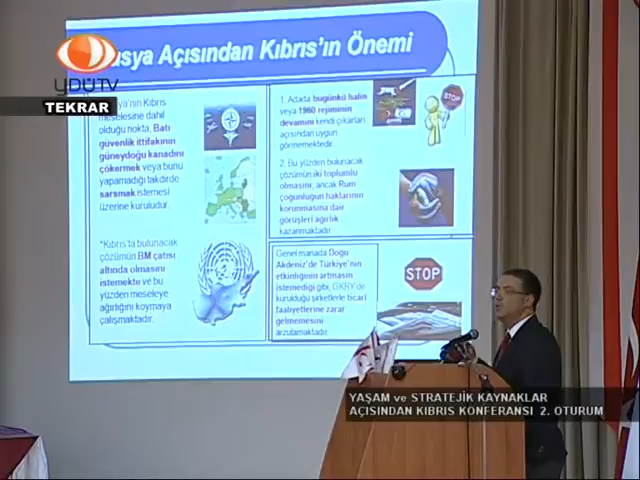 YDÜTV
TEKRAR
usya Açısından Kıbrıs'ın Önemi
ya'nın Kıbrıs
meselesine dahil
olduğu nokta, Batı
güvenlik ittifakının
güneydoğu kanadını
çökermek veya bunu
yapamadığı takdirde
sarsmak istemesi
üzerine kuruludur.
*Kıbrıs'ta bulunacak
çözümün BM çatısı
altında olmasını
istemekte ve bu
yüzden meseleye
ağırlığını koymaya
çalışmaktadır.
1. Adada bugünkü halin
veya 1960 rejiminin
devamını kendi çıkarları
açısından uygun
görmemektedir.
STOP
2. Bu yüzden bulunacak
çözümün iki toplumlu
olmasını, ancak Rum
çoğunluğun haklarının
korunmasına dair
görüşleri ağırlık
kazanmaktadır.
Genel manada Doğu
Akdeniz'de Türkiye'nin
etkinliğinin artmasını
istemediği gibi, GKRY'de
kurulduğu şirketlerle ticari
faaliyetlerine zarar
gelmemesini
arzulamaktadır.
STOP
YAŞAM ve STRATEJİK KAYNAKLAR
AÇISINDAN KIBRIS KONFERANSI 2. OTURUM